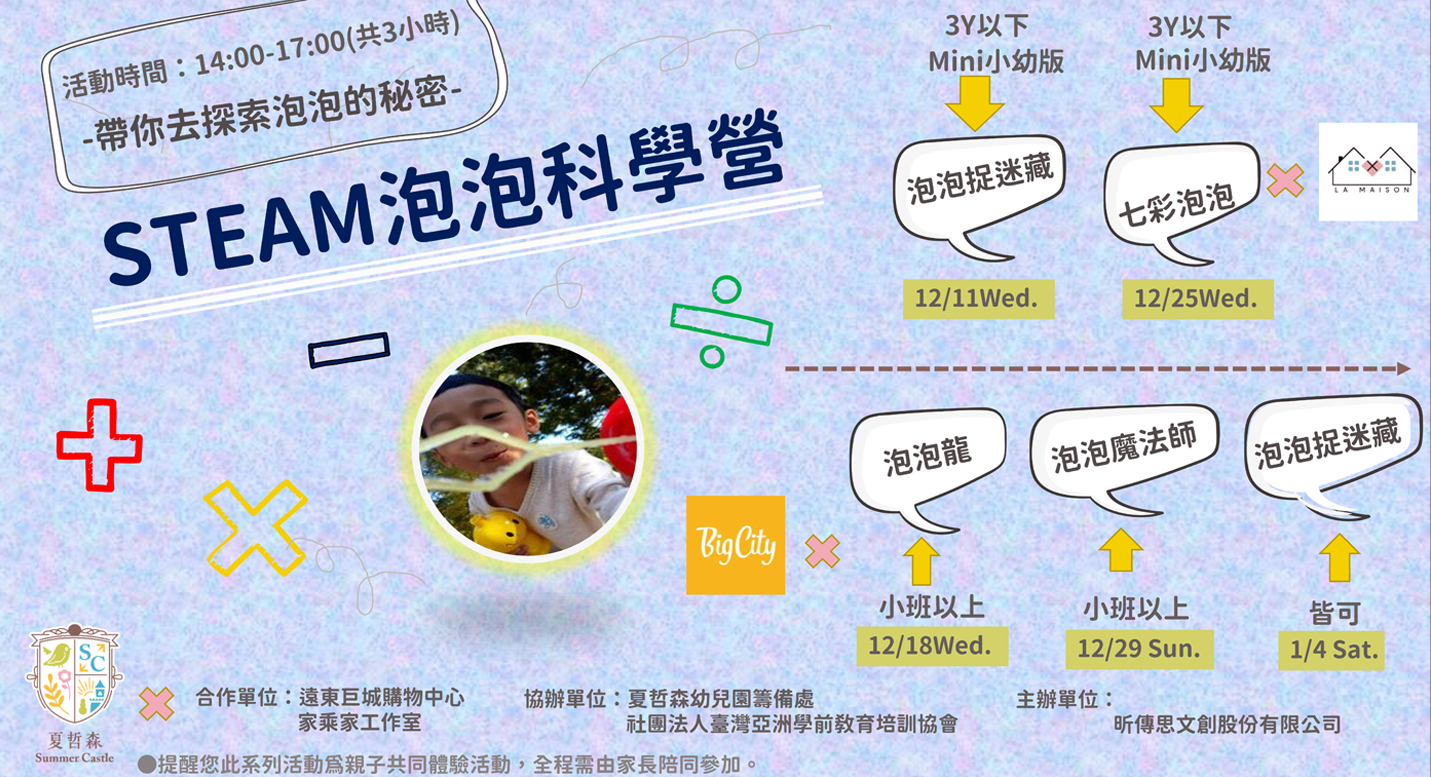 活動時間：14:00-17:00(共3小時)
-帶你去探索泡泡的秘密-
STEAM泡泡科學營
3Y以下
Mini小幼版
泡泡捉迷藏
12/11Wed.
3Y以下
Mini小幼版
七彩泡泡
12/25Wed.
LA MAISON
BigCity
泡泡龍
小班以上
12/18Wed.
泡泡魔法師
小班以上
12/29 Sun.
泡泡捉迷藏
皆可
1/4 Sat.
SC
夏哲森
Summer Castle
合作單位：遠東巨城購物中心
家乘家工作室
協辦單位：夏哲森幼兒園籌備處
社團法人臺灣亞洲學前教育培訓協會
主辦單位：
昕傳思文創股份有限公司
●提醒您此系列活動爲親子共同體驗活動，全程需由家長陪同參加。